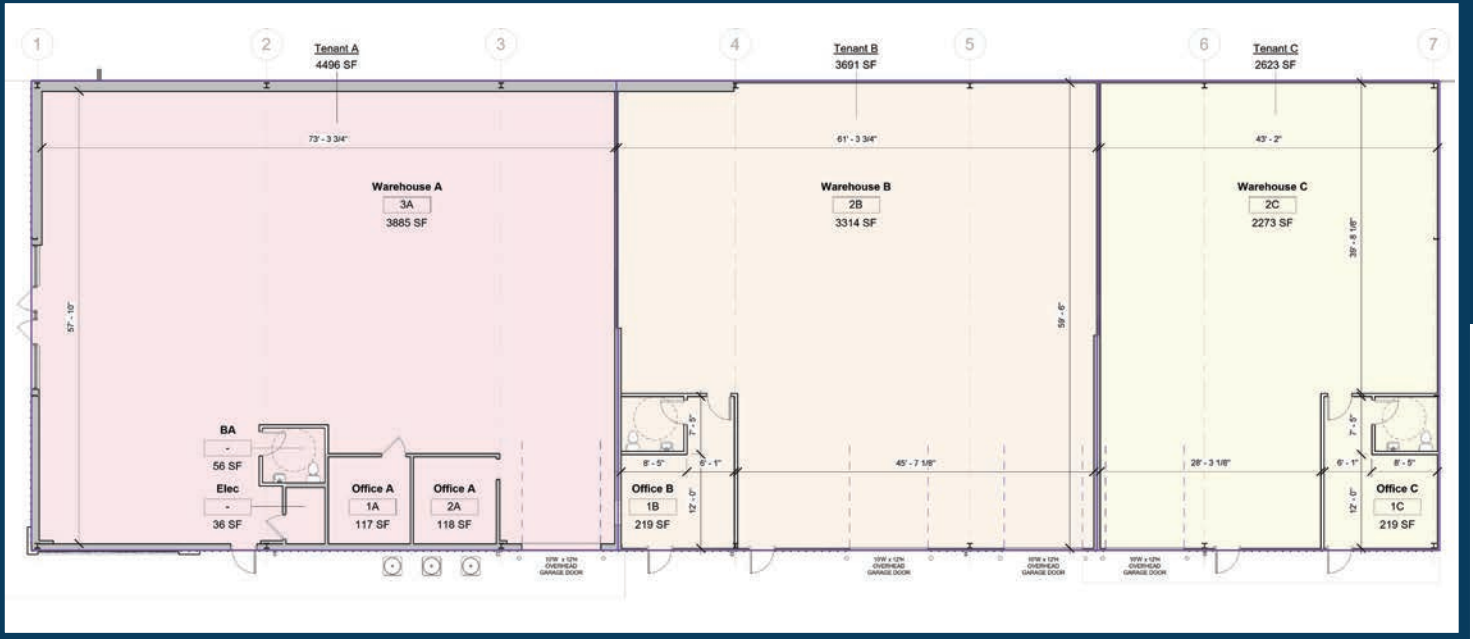 1
2
3
4
5
6
7
Tenant A
4496 SF
Tenant B
3691 SF
Tenant C
2623 SF
73' - 3 3/4"
61' - 3 3/4"
43' - 2"
Warehouse A
3A
3885 SF
Warehouse B
2B
3314 SF
Warehouse C
2C
2273 SF
57' - 10"
59' - 6"
39' - 8 1/8"
BA
-
56 SF
Elec
-
36 SF
Office A
1A
117 SF
Office A
2A
118 SF
7' - 5"
8' - 5"
6' - 1"
45' - 7 1/8"
28' - 3 1/8"
7' - 5"
6' - 1"
8' - 5"
Office B
1B
219 SF
12' - 0"
12' - 0"
Office C
1C
219 SF
10'W x 12'H
OVERHEAD
GARAGE DOOR
10'W x 12'H
OVERHEAD
GARAGE DOOR
10'W x 12'H
OVERHEAD
GARAGE DOOR
10'W x 12'H
OVERHEAD
GARAGE DOOR